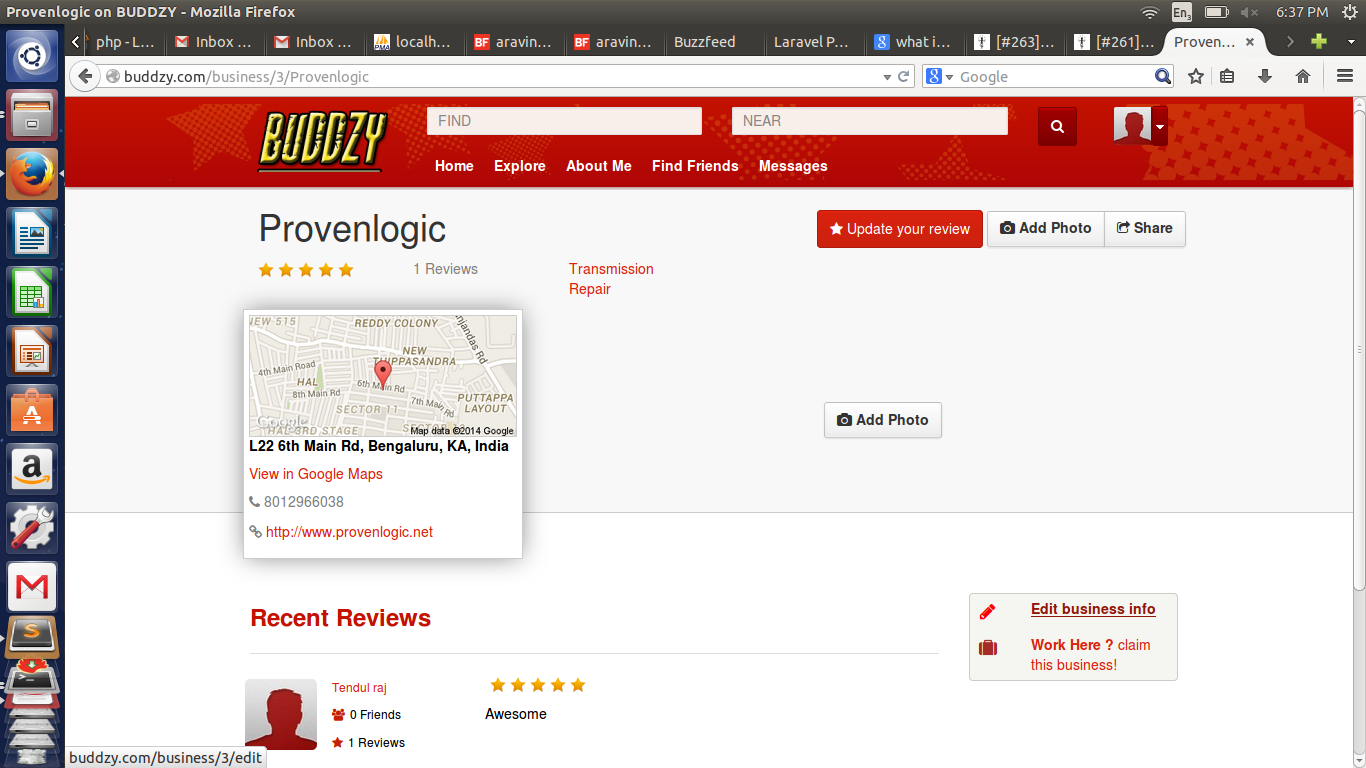 Provenlogic on BUDDZY - Mozilla Firefox
En3
6:37 PM
php - L...
Inbox ...
Inbox ...
localh...
aravin...
aravin...
Buzzfeed
Laravel P...
what i...
[#263]...
[#261]...
Proven...
buddzy.com/business/3/Provenlogic
Google
BUDDZY
FIND
NEAR
Home
Explore
About Me
Find Friends
Messages
Provenlogic
Update your review
Add Photo
Share
1 Reviews
Transmission
Repair
NEW 515
REDDY COLONY
njandas Rd
NEW
THIPPASANDRA
4th Main Road
HAL
6th Main Rd
8th Main Rd
7th Main Rd
PUTTAPPA
LAYOUT
SECTOR 11
Google
HAL 3RD STAGE
Map data ©2014 Google
L22 6th Main Rd, Bengaluru, KA, India
View in Google Maps
8012966038
http://www.provenlogic.net
Add Photo
Recent Reviews
Edit business info
Work Here ? claim
this business!
Tendul raj
0 Friends
1 Reviews
Awesome
buddzy.com/business/3/edit